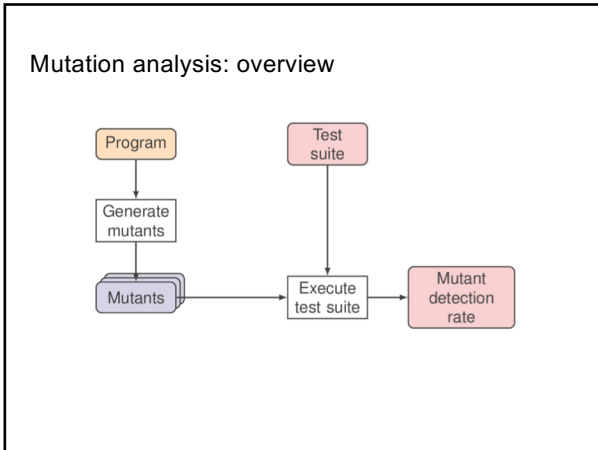 Mutation analysis: overview
Program
Test
suite
Generate
mutants
Mutants
Execute
test suite
Mutant
detection
rate